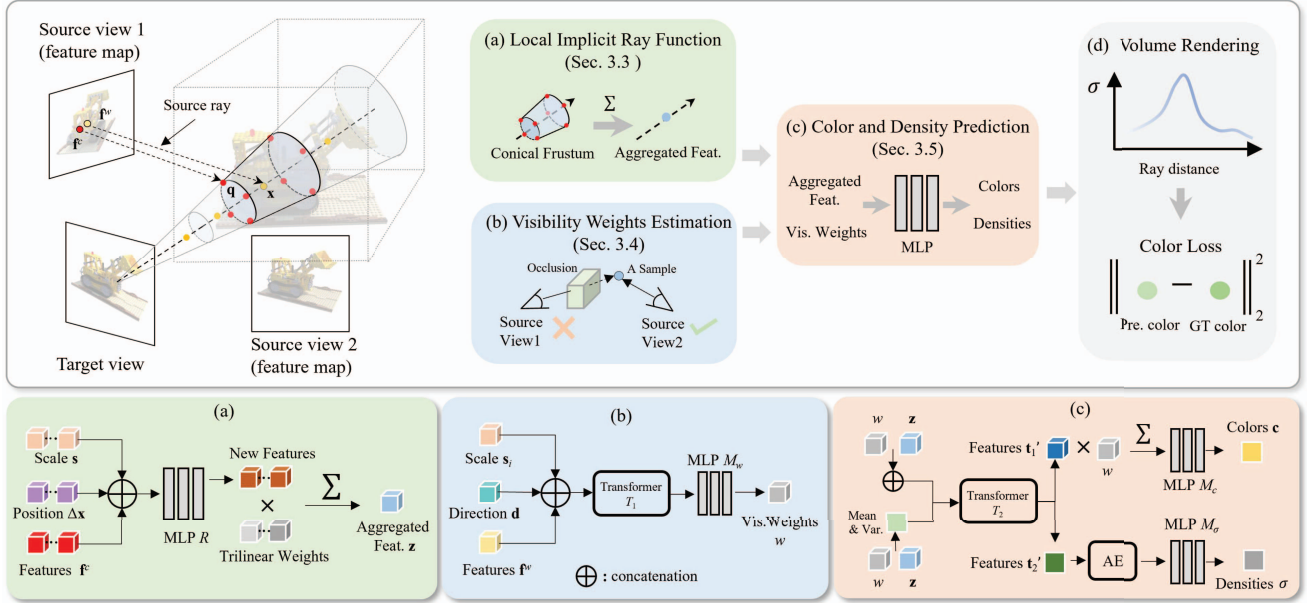 Source view 1
(feature map)
Source ray
f^w
f^c
q
x
Target view
Source view 2
(feature map)
(a) Local Implicit Ray Function
(Sec. 3.3 )
Σ
Conical Frustum
Aggregated Feat.
(b) Visibility Weights Estimation
(Sec. 3.4)
Occlusion
A Sample
Source
View1
Source
View2
(c) Color and Density Prediction
(Sec. 3.5)
Aggregated
Feat.
Vis. Weights
MLP
Colors
Densities
(d) Volume Rendering
σ
Ray distance
Color Loss
2
2
Pre. color
GT color
(a)
Scale s
Position Δx
Features f^c
MLP R
New Features
×
Trilinear Weights
Σ
Aggregated
Feat. z
(b)
Scale s_i
Direction d
Features f^w
Transformer
T_1
MLP M_w
Vis.Weights
w
⊕ : concatenation
(c)
w z
Mean
& Var.
w z
Transformer
T_2
Features t_1'
×
w
Σ
MLP M_c
Colors c
Features t_2'
AE
MLP M_σ
Densities σ